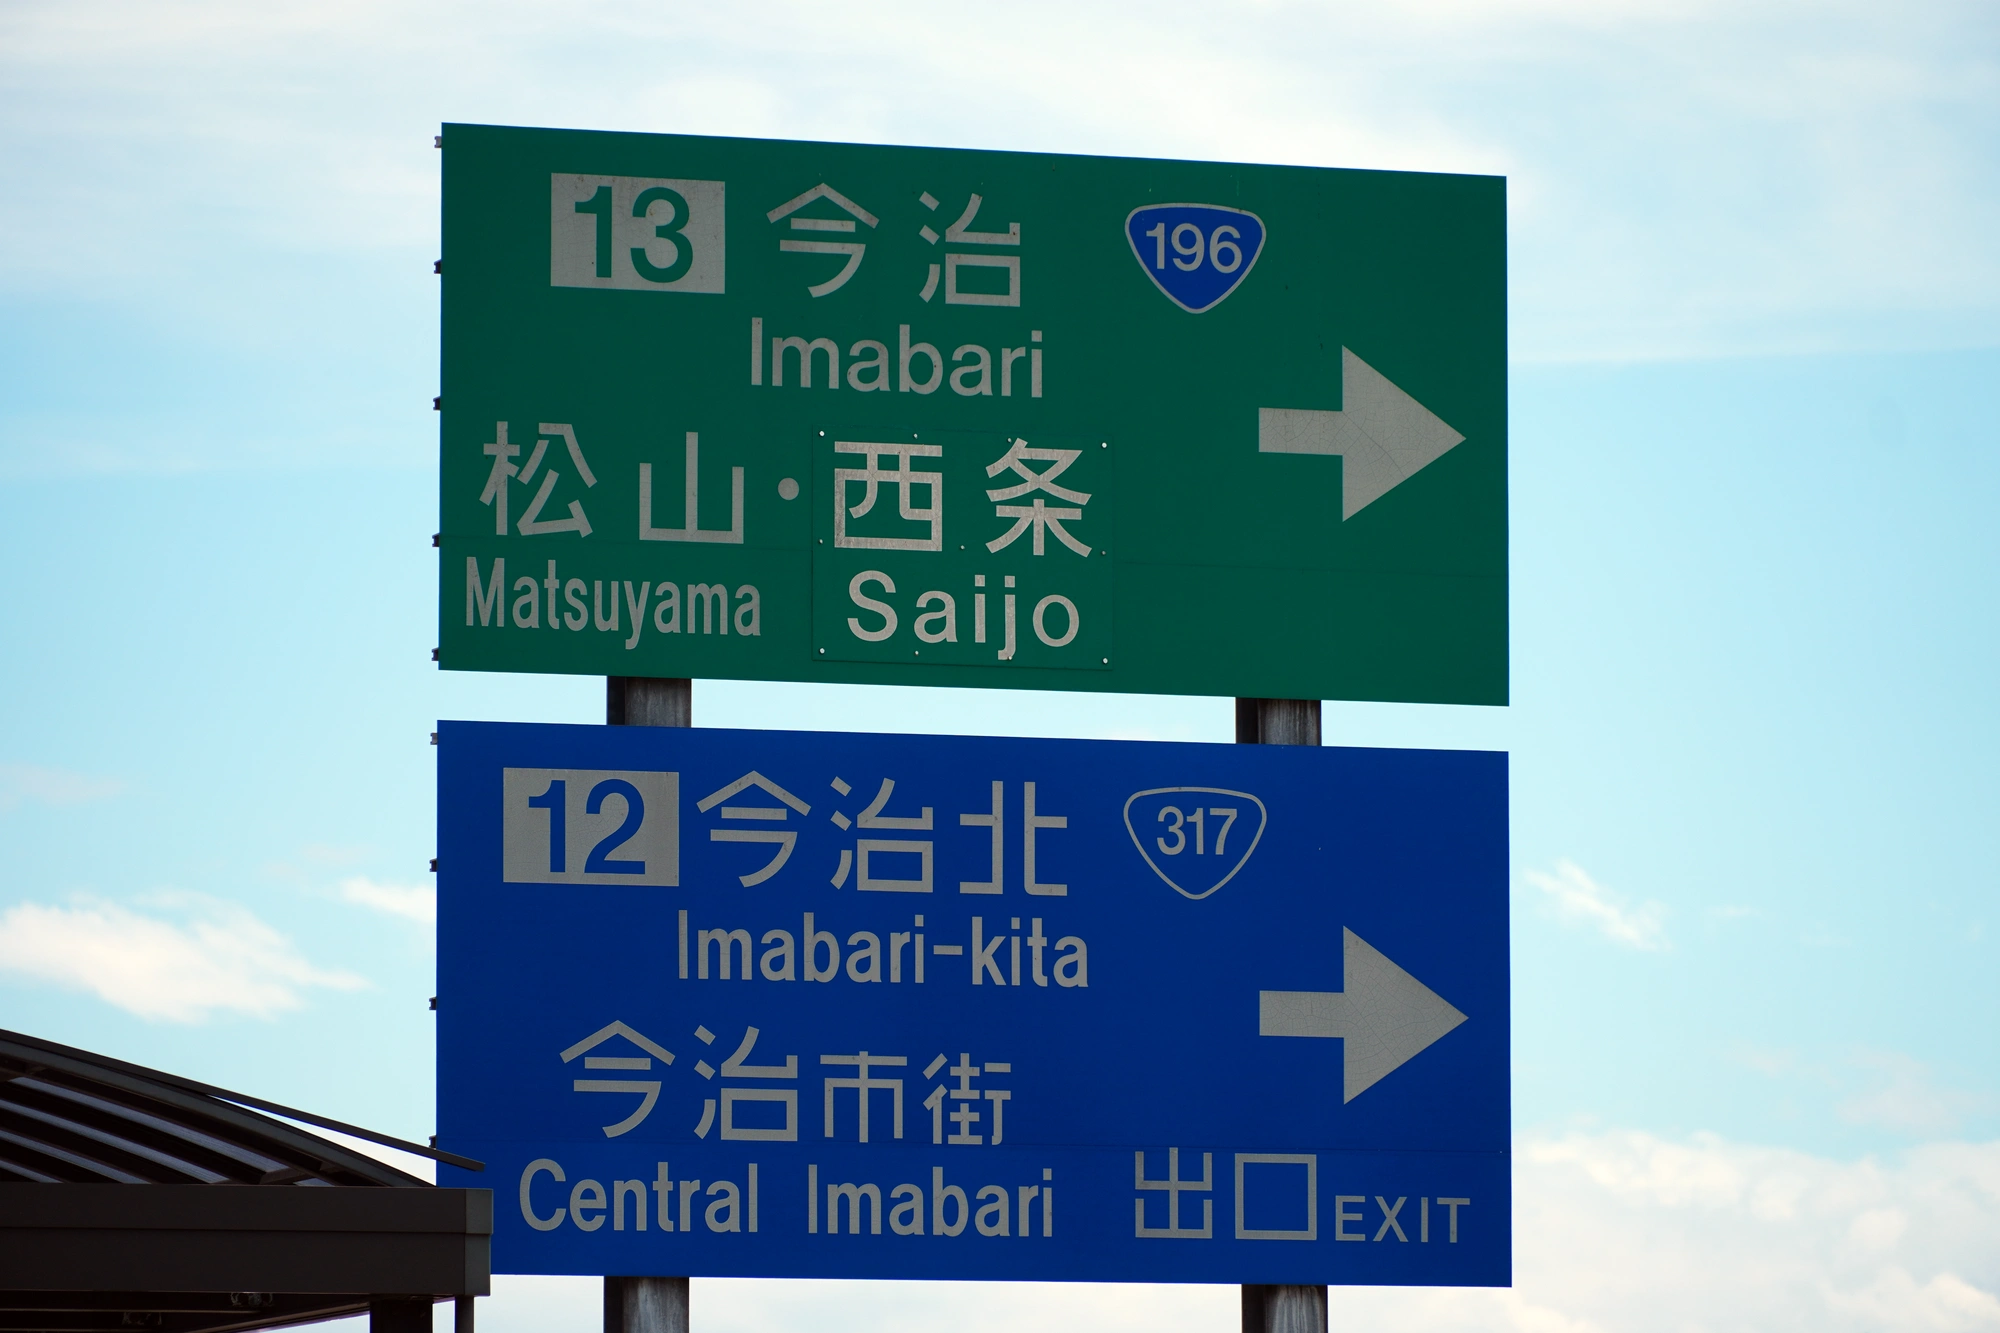 13 今治 196
Imabari
松山・西条
Matsuyama Saijo
12 今治北 317
Imabari-kita
今治市街
Central Imabari 出口 EXIT